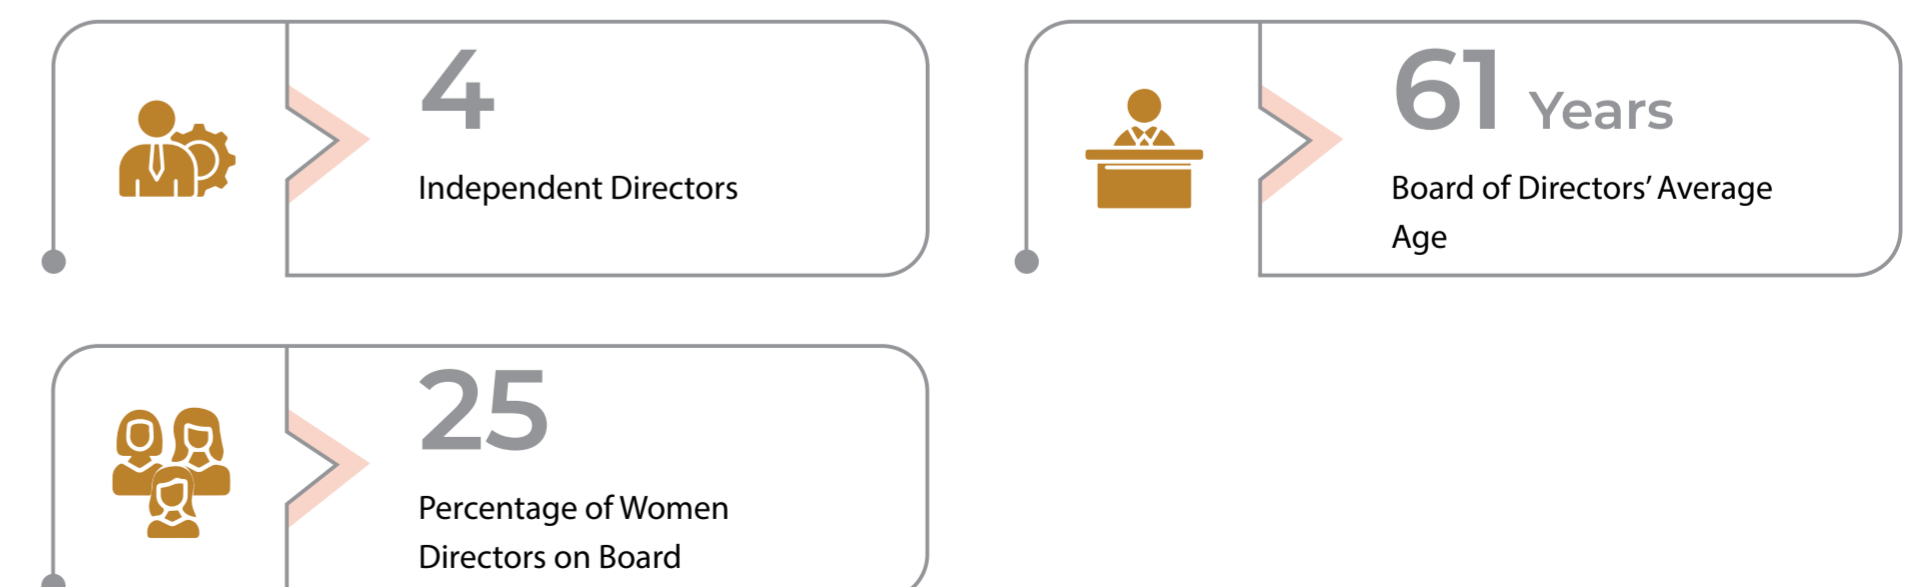 4
Independent Directors
61 Years
Board of Directors’ Average
Age
25
Percentage of Women
Directors on Board